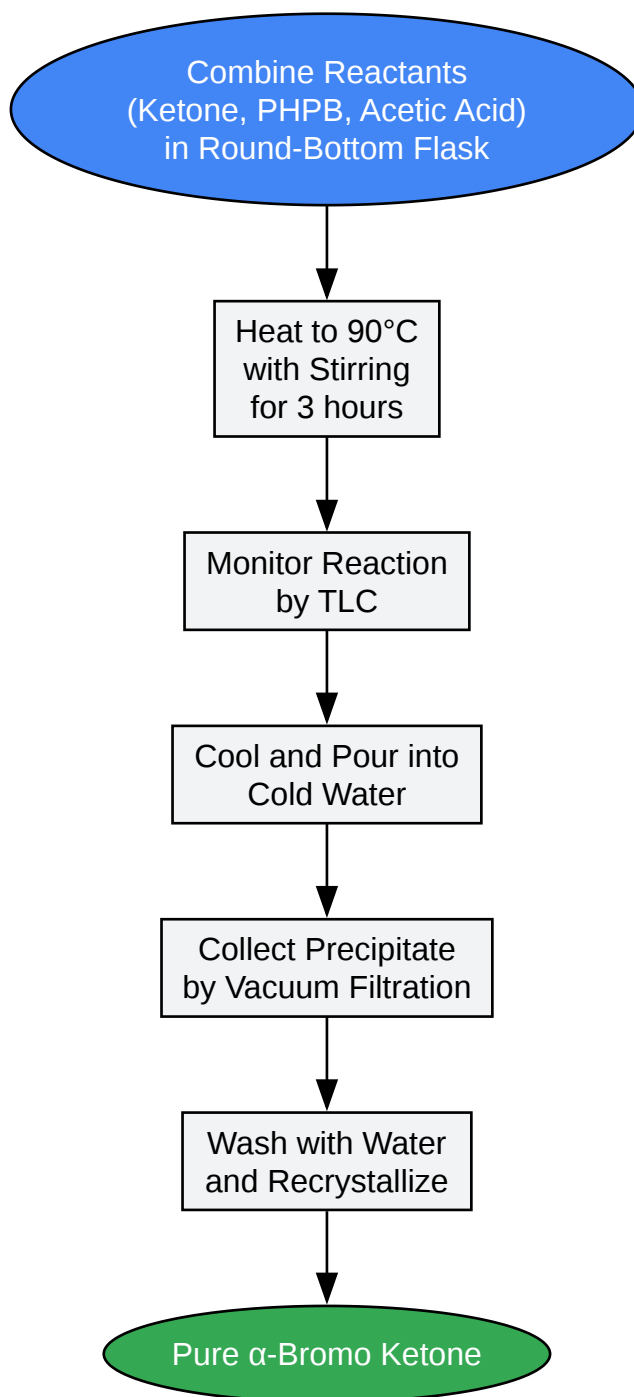 Combine Reactants
(Ketone, PHPB, Acetic Acid)
in Round-Bottom Flask
Heat to 90°C
with Stirring
for 3 hours
Monitor Reaction
by TLC
Cool and Pour into
Cold Water
Collect Precipitate
by Vacuum Filtration
Wash with Water
and Recrystallize
Pure α-Bromo Ketone